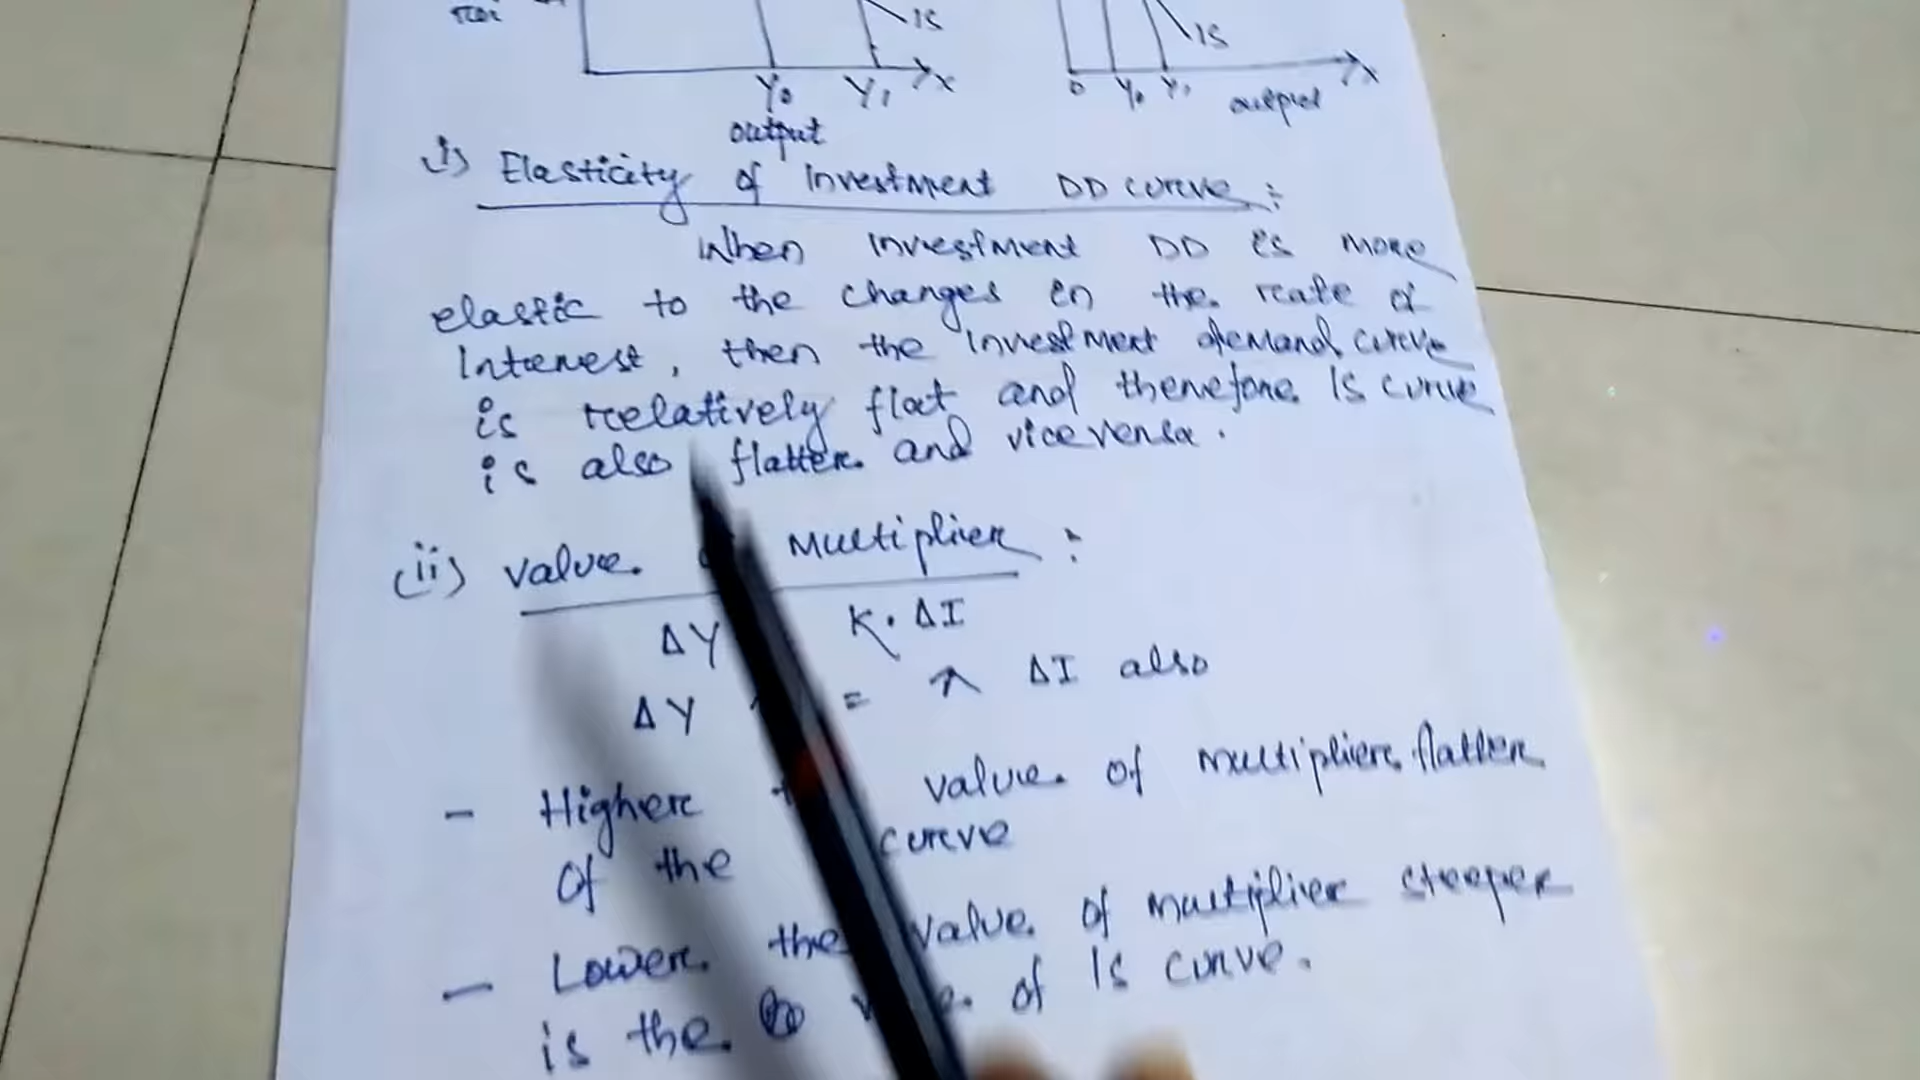 IS
IS
Y₀ Y₁ X
0 Y₀ Y₁ X
output
output
(i) Elasticity of Investment DD curve :
When investment DD is more
elastic to the changes in the rate of
Interest, then the investment demand curve
is relatively flat and therefore IS curve
is also flatter and vice versa.
(ii) value Multiplier :
ΔY K. ΔI
ΔY = ↑ ΔI also
- Higher value of multiplier flatter
of the curve
- Lower the value of multiplier steeper
is the of IS curve.